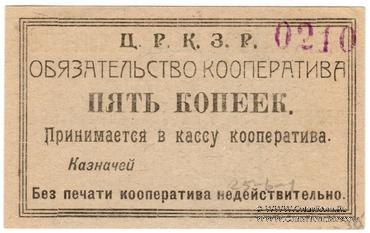 Ц. Р. К. З. Р. 0210
ОБЯЗАТЕЛЬСТВО КООПЕРАТИВА
ПЯТЬ КОПЕЕК.
Принимается в кассу кооператива.
Казначей
Без печати кооператива недействительно.